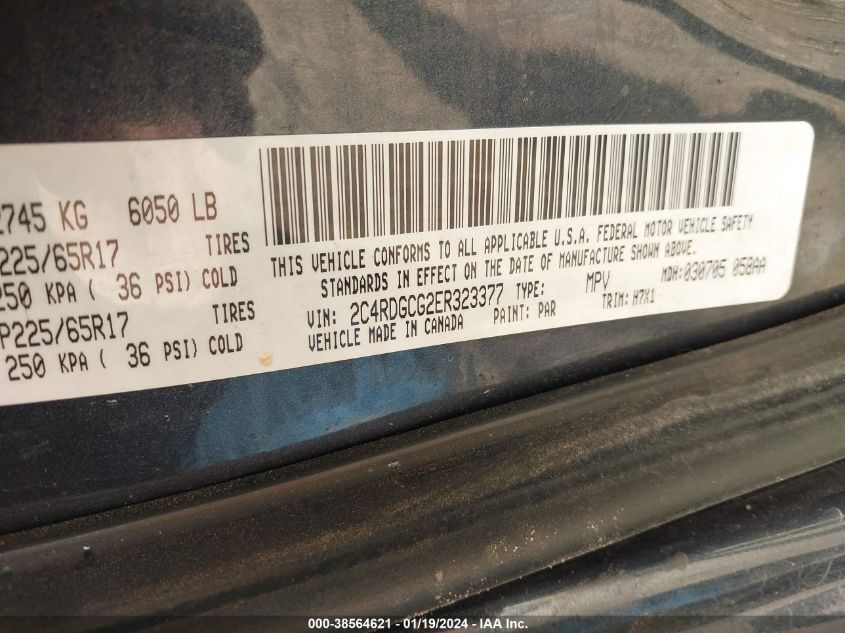 2745 KG 6050 LB
P225/65R17 TIRES
250 KPA ( 36 PSI) COLD
P225/65R17 TIRES
250 KPA ( 36 PSI) COLD
THIS VEHICLE CONFORMS TO ALL APPLICABLE U.S.A. FEDERAL MOTOR VEHICLE SAFETY
STANDARDS IN EFFECT ON THE DATE OF MANUFACTURE SHOWN ABOVE.
MDH:030705 058AA
VIN: 2C4RDGCG2ER323377 TYPE: MPV
VEHICLE MADE IN CANADA PAINT: PAR TRIM: H7X1
000-38564621 - 01/19/2024 - IAA Inc.